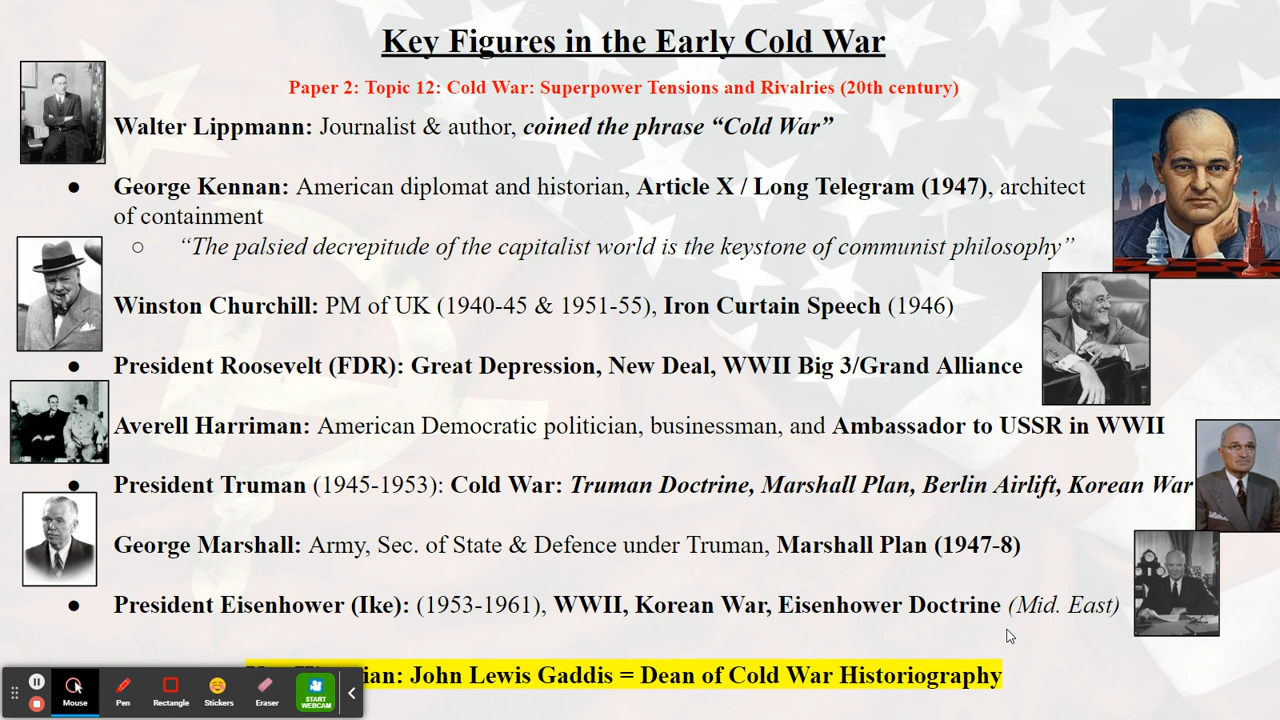 Key Figures in the Early Cold War
Paper 2: Topic 12: Cold War: Superpower Tensions and Rivalries (20th century)
Walter Lippmann: Journalist & author, coined the phrase “Cold War”
● George Kennan: American diplomat and historian, Article X / Long Telegram (1947), architect
of containment
○ “The palsied decrepitude of the capitalist world is the keystone of communist philosophy”
Winston Churchill: PM of UK (1940-45 & 1951-55), Iron Curtain Speech (1946)
● President Roosevelt (FDR): Great Depression, New Deal, WWII Big 3/Grand Alliance
Averell Harriman: American Democratic politician, businessman, and Ambassador to USSR in WWII
● President Truman (1945-1953): Cold War: Truman Doctrine, Marshall Plan, Berlin Airlift, Korean War
George Marshall: Army, Sec. of State & Defence under Truman, Marshall Plan (1947-8)
● President Eisenhower (Ike): (1953-1961), WWII, Korean War, Eisenhower Doctrine (Mid. East)
John Lewis Gaddis = Dean of Cold War Historiography
Mouse Pen Rectangle Stickers Eraser START WEBCAM